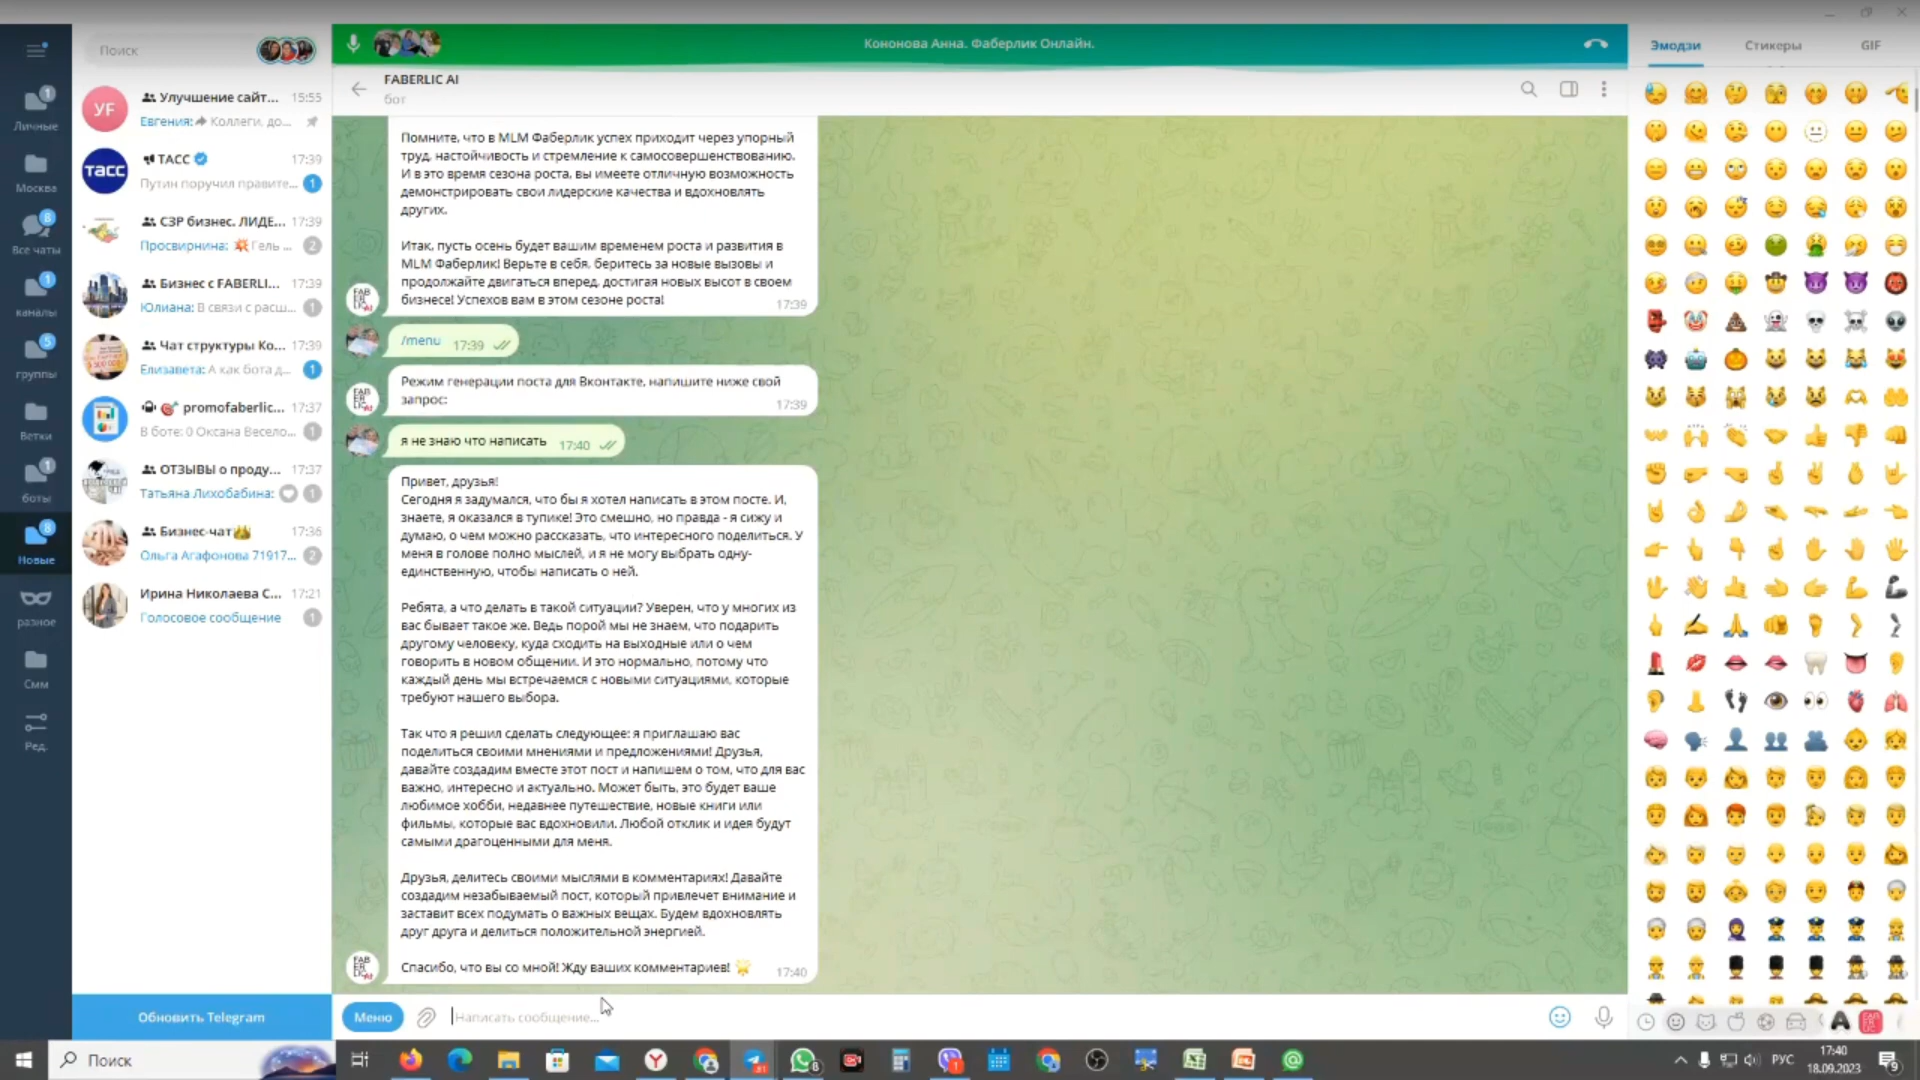 Поиск
Личные
Москва
Все чаты
каналы
группы
Ветки
боты
Новые
разное
Смм
Ред.
1
8
1
5
1
8
YF
Улучшение сайт... 15:55
Евгения: Коллеги, до...
ТАСС
ТАСС 17:39
Путин поручил правите... 1
СЗР бизнес. ЛИДЕ... 17:39
Просвирнина: Гель ... 2
Бизнес с FABERLI... 17:39
Юлиана: В связи с расш... 1
Чат структуры Ко... 17:39
Елизавета: А как бота д... 1
promofaberlic... 17:37
В боте: 0 Оксана Весело... 1
ОТЗЫВЫ о проду... 17:37
Татьяна Лихобабина: 1
Бизнес-чат 17:36
Ольга Агафонова 71917... 2
Ирина Николаева С... 17:21
Голосовое сообщение 1
Обновить Telegram
Кононова Анна. Фаберлик Онлайн.
FABERLIC AI
бот
Помните, что в MLM Фаберлик успех приходит через упорный
труд, настойчивость и стремление к самосовершенствованию.
И в это время сезона роста, вы имеете отличную возможность
демонстрировать свои лидерские качества и вдохновлять
других.
Итак, пусть осень будет вашим временем роста и развития в
MLM Фаберлик! Верьте в себя, беритесь за новые вызовы и
продолжайте двигаться вперед, достигая новых высот в своем
бизнесе! Успехов вам в этом сезоне роста! 17:39
/menu 17:39
Режим генерации поста для Вконтакте, напишите ниже свой
запрос: 17:39
я не знаю что написать 17:40
Привет, друзья!
Сегодня я задумался, что бы я хотел написать в этом посте. И,
знаете, я оказался в тупике! Это смешно, но правда - я сижу и
думаю, о чем можно рассказать, что интересного поделиться. У
меня в голове полно мыслей, и я не могу выбрать одну-
единственную, чтобы написать о ней.
Ребята, а что делать в такой ситуации? Уверен, что у многих из
вас бывает такое же. Ведь порой мы не знаем, что подарить
другому человеку, куда сходить на выходные или о чем
говорить в новом общении. И это нормально, потому что
каждый день мы встречаемся с новыми ситуациями, которые
требуют нашего выбора.
Так что я решил сделать следующее: я приглашаю вас
поделиться своими мнениями и предложениями! Друзья,
давайте создадим вместе этот пост и напишем о том, что для вас
важно, интересно и актуально. Может быть, это будет ваше
любимое хобби, недавнее путешествие, новые книги или
фильмы, которые вас вдохновили. Любой отклик и идея будут
самыми драгоценными для меня.
Друзья, делитесь своими мыслями в комментариях! Давайте
создадим незабываемый пост, который привлечет внимание и
заставит всех подумать о важных вещах. Будем вдохновлять
друг друга и делиться положительной энергией.
Спасибо, что вы со мной! Жду ваших комментариев! 17:40
Меню
Написать сообщение...
Эмодзи Стикеры GIF
Поиск
РУС
17:40
18.09.2023